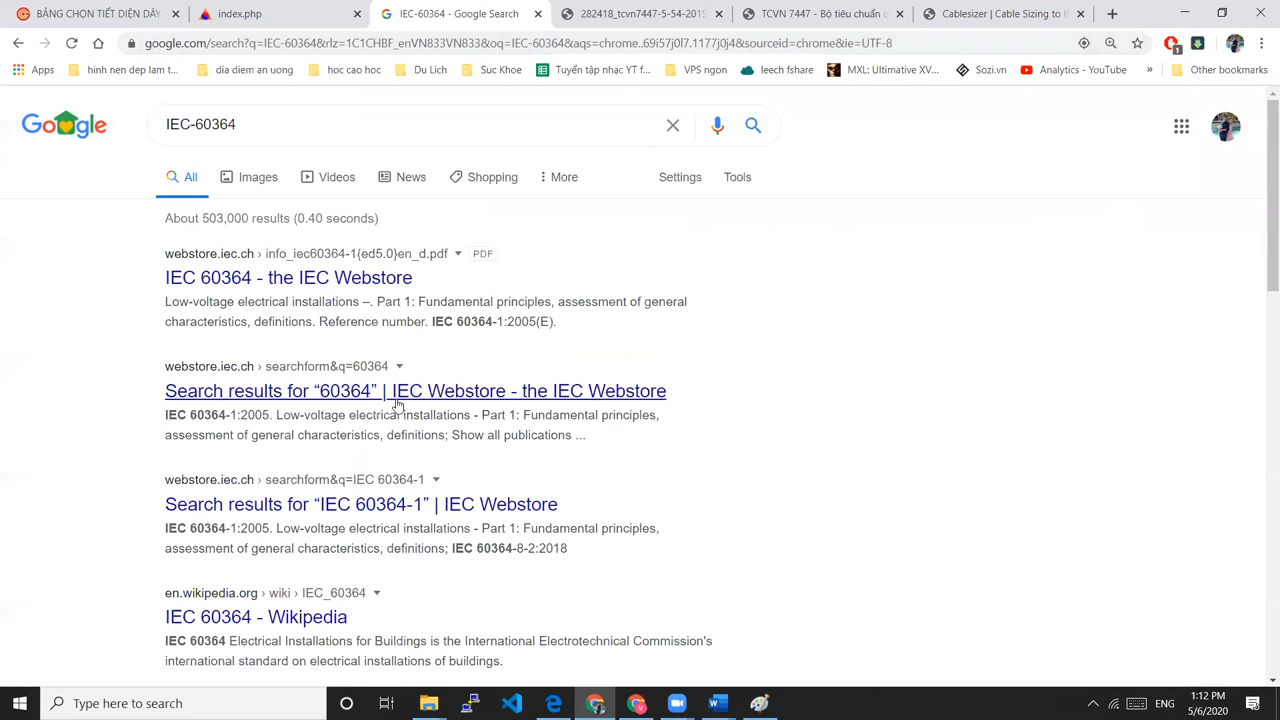 BẢNG CHỌN TIẾT DIỆN DÂY
index.php
IEC-60364 - Google Search
282418_tcvn7447-5-54-2015
TCVN 7447 - Bộ tiêu chuẩn q
Cablesizer | Cable Sizing to I
google.com/search?q=IEC-60364&rlz=1C1CHBF_enVN833VN833&oq=IEC-60364&aqs=chrome..69i57j0l7.1177j0j4&sourceid=chrome&ie=UTF-8
1
Apps
hinh nen dep lam t...
dia diem an uong
hoc cao hoc
Du Lich
Suc Khoe
Tuyển tập nhạc YT f...
VPS ngon
leech fshare
MXL: Ultimative XV...
Sozi.vn
Analytics - YouTube
»
Other bookmarks
Google
IEC-60364
All
Images
Videos
News
Shopping
More
Settings
Tools
About 503,000 results (0.40 seconds)
webstore.iec.ch › info_iec60364-1{ed5.0}en_d.pdf
PDF
IEC 60364 - the IEC Webstore
Low-voltage electrical installations –. Part 1: Fundamental principles, assessment of general
characteristics, definitions. Reference number. IEC 60364-1:2005(E).
webstore.iec.ch › searchform&q=60364
Search results for “60364” | IEC Webstore - the IEC Webstore
IEC 60364-1:2005. Low-voltage electrical installations - Part 1: Fundamental principles,
assessment of general characteristics, definitions; Show all publications ...
webstore.iec.ch › searchform&q=IEC 60364-1
Search results for “IEC 60364-1” | IEC Webstore
IEC 60364-1:2005. Low-voltage electrical installations - Part 1: Fundamental principles,
assessment of general characteristics, definitions; IEC 60364-8-2:2018
en.wikipedia.org › wiki › IEC_60364
IEC 60364 - Wikipedia
IEC 60364 Electrical Installations for Buildings is the International Electrotechnical Commission's
international standard on electrical installations of buildings.
Type here to search
ENG
1:12 PM
5/6/2020